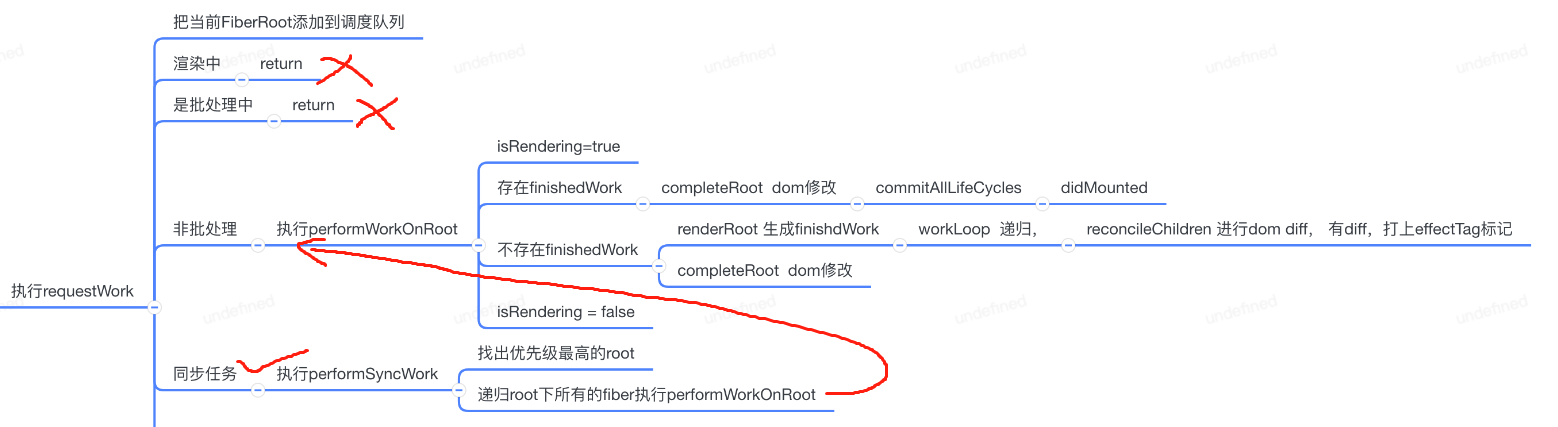 把当前FiberRoot添加到调度队列
渲染中 return
是批处理中 return
isRendering=true
存在finishedWork completeRoot dom修改 commitAllLifeCycles didMounted
非批处理 执行performWorkOnRoot
不存在finishedWork
renderRoot 生成finishdWork workLoop 递归， reconcileChildren 进行dom diff， 有diff，打上effectTag标记
completeRoot dom修改
执行requestWork
isRendering = false
同步任务 执行performSyncWork
找出优先级最高的root
递归root下所有的fiber执行performWorkOnRoot
undefined
undefined
undefined
undefined
undefined
undefined
undefined
undefined
undefined